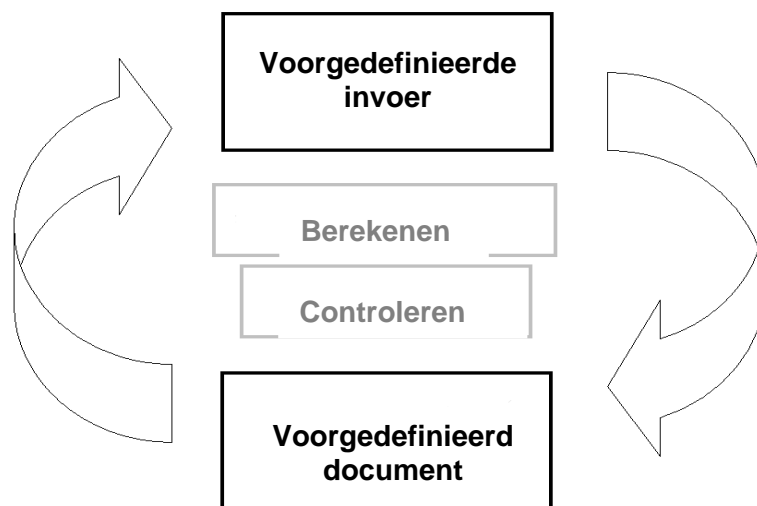 Voorgedefinieerde
invoer
Berekenen
Controleren
Voorgedefinieerd
document